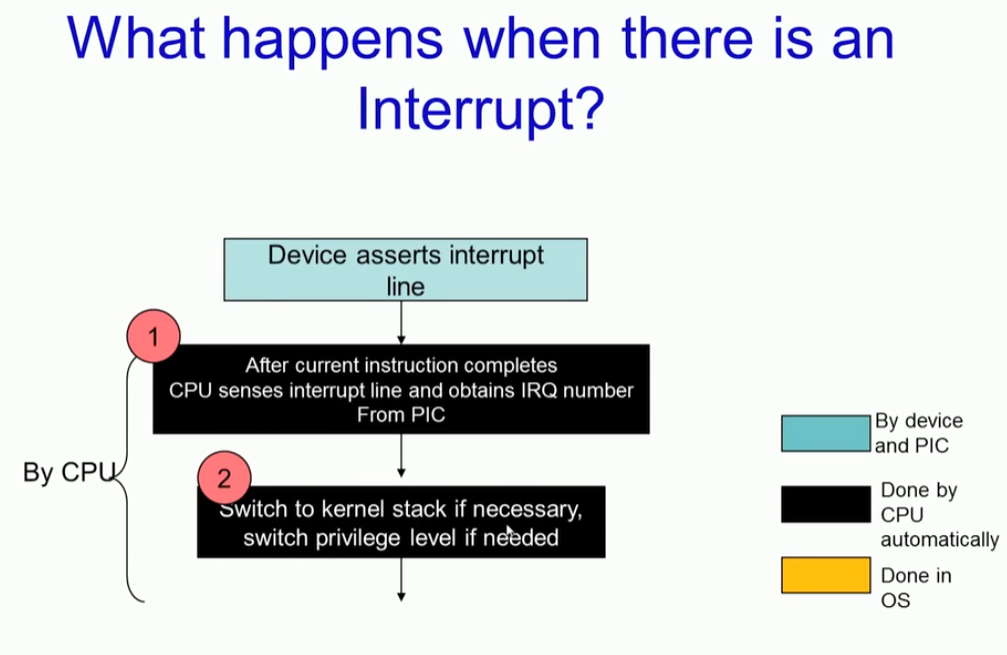 What happens when there is an
Interrupt?
Device asserts interrupt
line
1
After current instruction completes
CPU senses interrupt line and obtains IRQ number
From PIC
By CPU
2
Switch to kernel stack if necessary,
switch privilege level if needed
By device
and PIC
Done by
CPU
automatically
Done in
OS